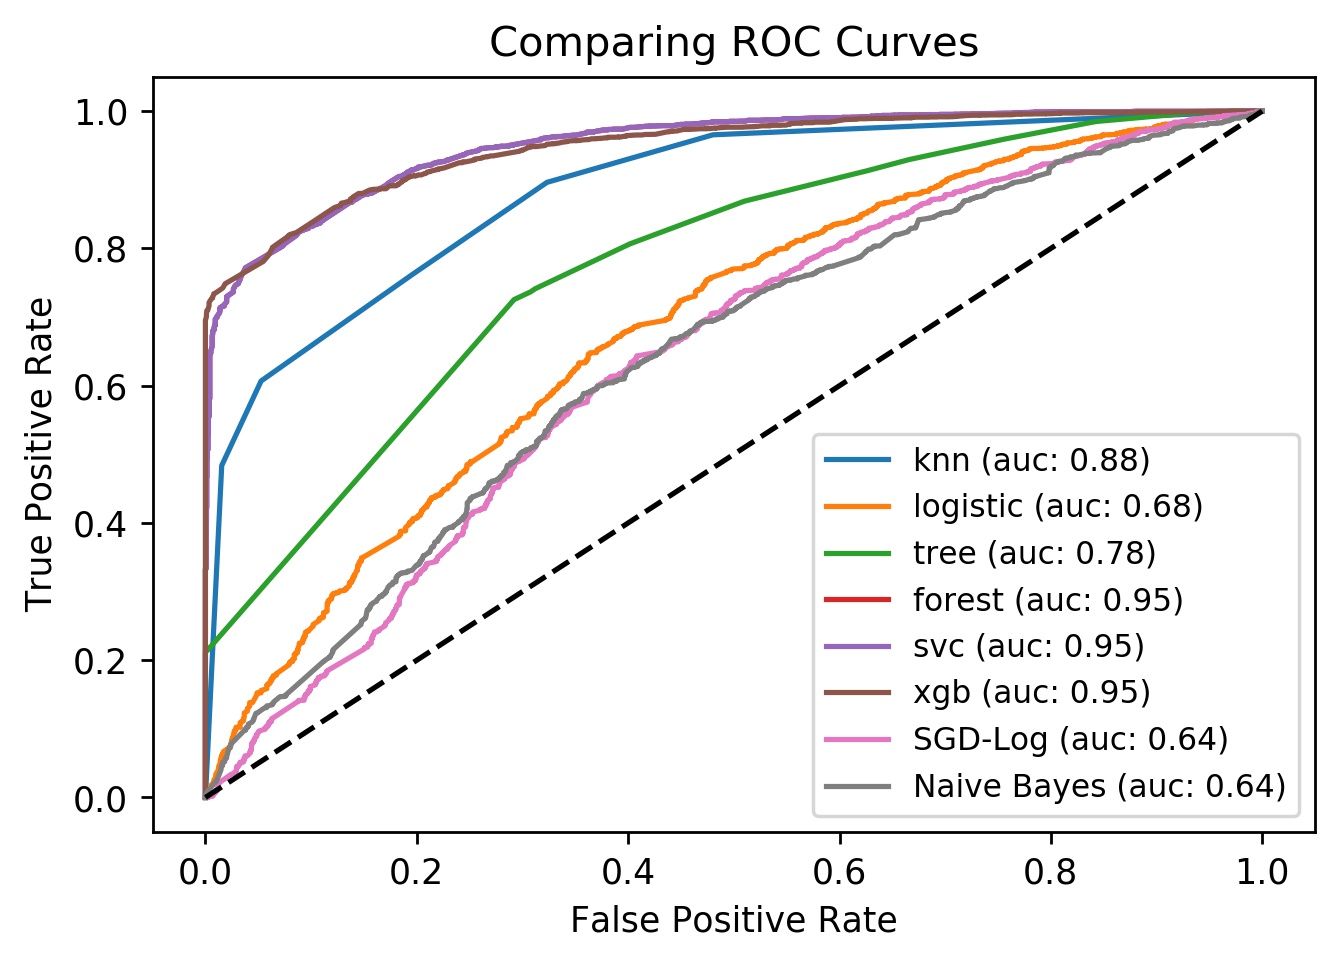 Comparing ROC Curves
1.0
0.8
0.6
0.4
0.2
0.0
True Positive Rate
knn (auc: 0.88)
logistic (auc: 0.68)
tree (auc: 0.78)
forest (auc: 0.95)
svc (auc: 0.95)
xgb (auc: 0.95)
SGD-Log (auc: 0.64)
Naive Bayes (auc: 0.64)
0.0 0.2 0.4 0.6 0.8 1.0
False Positive Rate